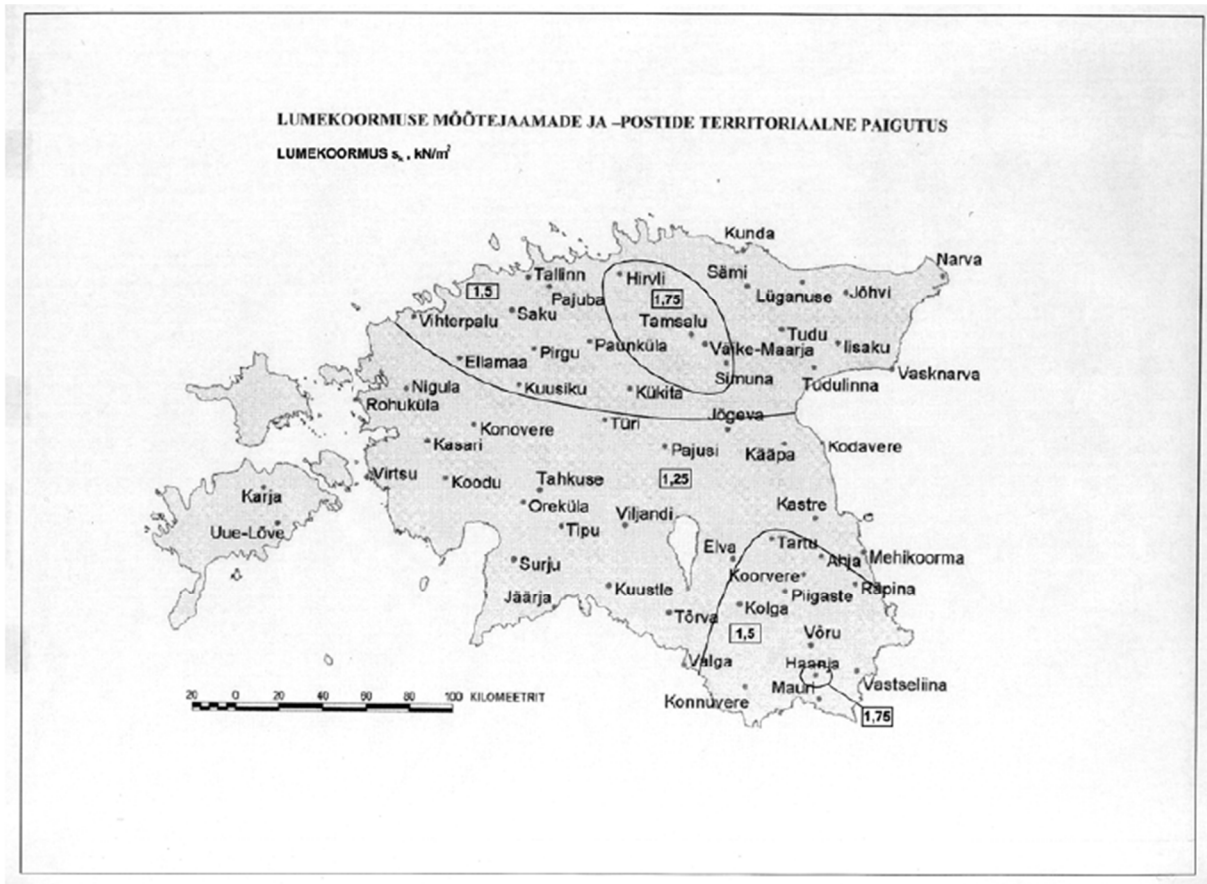 LUMEKOORMUSE MÕÕTEJAAMADE JA –POSTIDE TERRITORIAALNE PAIGUTUS
LUMEKOORMUS sk , kN/m²
Kunda
Narva
Tallinn
Hirvli
Sämi
1,5
Pajuba
1,75
Lüganuse
Jõhvi
Vihterpalu
Saku
Tamsalu
Tudu
Ellamaa
Pirgu
Paunküla
Väike-Maarja
Iisaku
Nigula
Kuusiku
Kükita
Simuna
Tudulinna
Vasknarva
Rohuküla
Konovere
Türi
Jõgeva
Kasari
Pajusi
Kääpa
Kodavere
Virtsu
Koodu
Tahkuse
1,25
Karja
Oreküla
Kastre
Uue-Lõve
Tipu
Viljandi
Elva
Tartu
Ahja
Mehikoorma
Surju
Koorvere
Räpina
Jäärja
Kuustle
Piigaste
Kolga
Tõrva
1,5
Võru
Valga
Haanja
Konnuvere
Mauri
Vastseliina
1,75
20 0 20 40 60 80 100 KILOMEETRIT